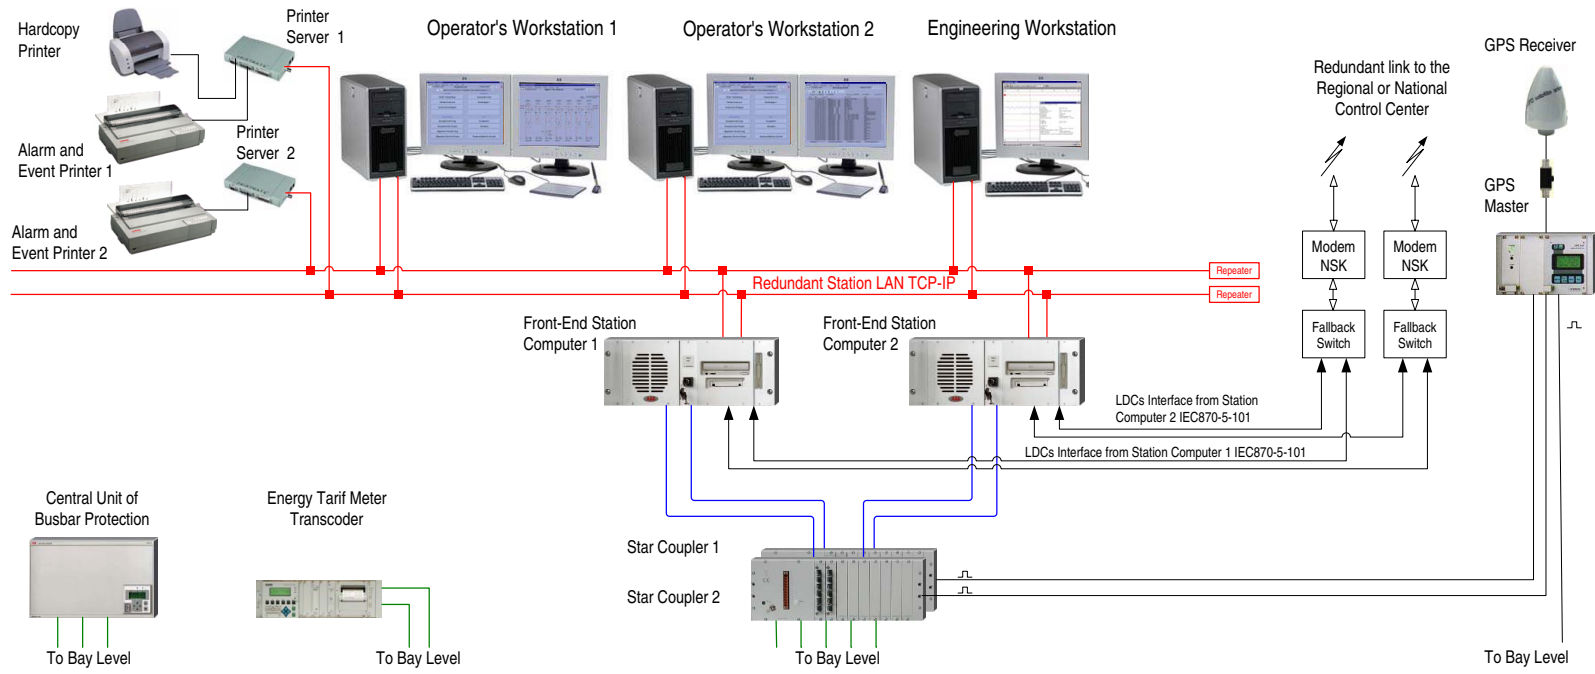 Hardcopy
Printer
Printer
Server 1
Operator's Workstation 1
Operator's Workstation 2
Engineering Workstation
GPS Receiver
Redundant link to the
Regional or National
Control Center
Alarm and
Event Printer 1
Printer
Server 2
GPS
Master
Alarm and
Event Printer 2
Modem
NSK
Modem
NSK
Redundant Station LAN TCP-IP
Repeater
Repeater
Front-End Station
Computer 1
Front-End Station
Computer 2
Fallback
Switch
Fallback
Switch
LDCs Interface from Station
Computer 2 IEC870-5-101
LDCs Interface from Station Computer 1 IEC870-5-101
Central Unit of
Busbar Protection
Energy Tarif Meter
Transcoder
Star Coupler 1
Star Coupler 2
To Bay Level
To Bay Level
To Bay Level
To Bay Level